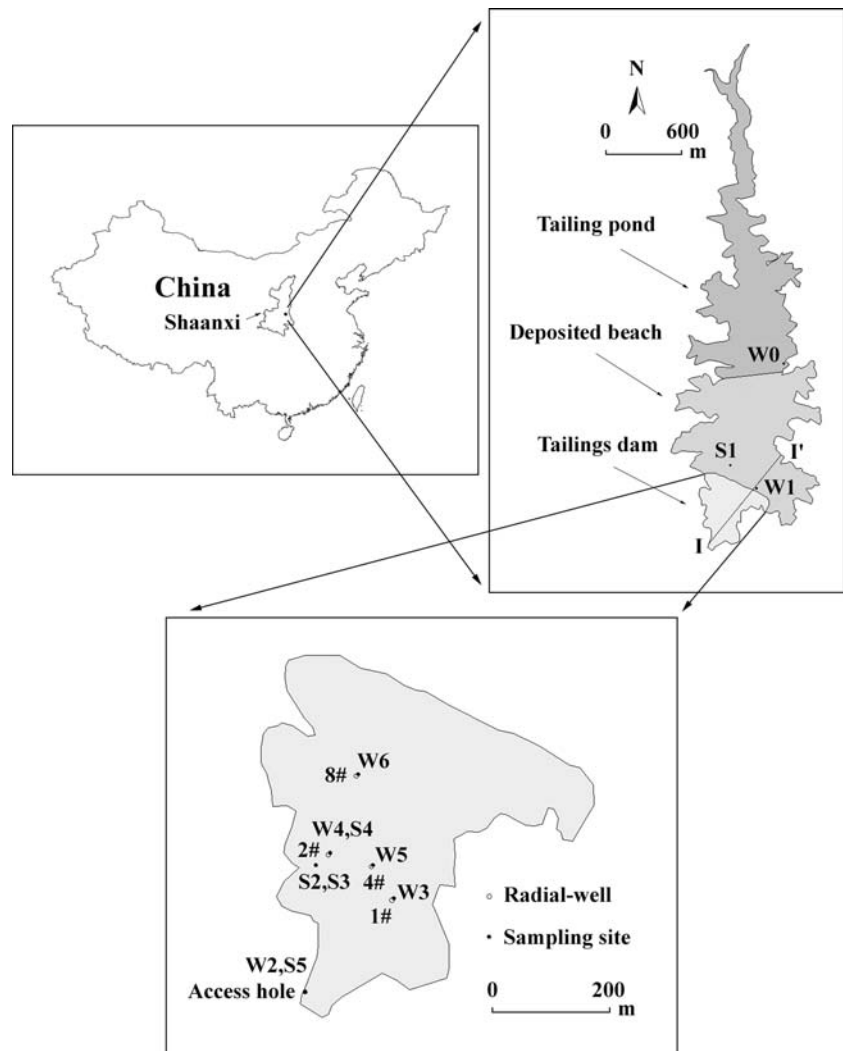 China
Shaanxi
N
0 600
m
Tailing pond
Deposited beach
W0
Tailings dam
S1
I'
W1
I
W6
8#
W4,S4
2#
W5
S2,S3
4#
W3
1#
Radial-well
Sampling site
W2,S5
Access hole
0 200
m